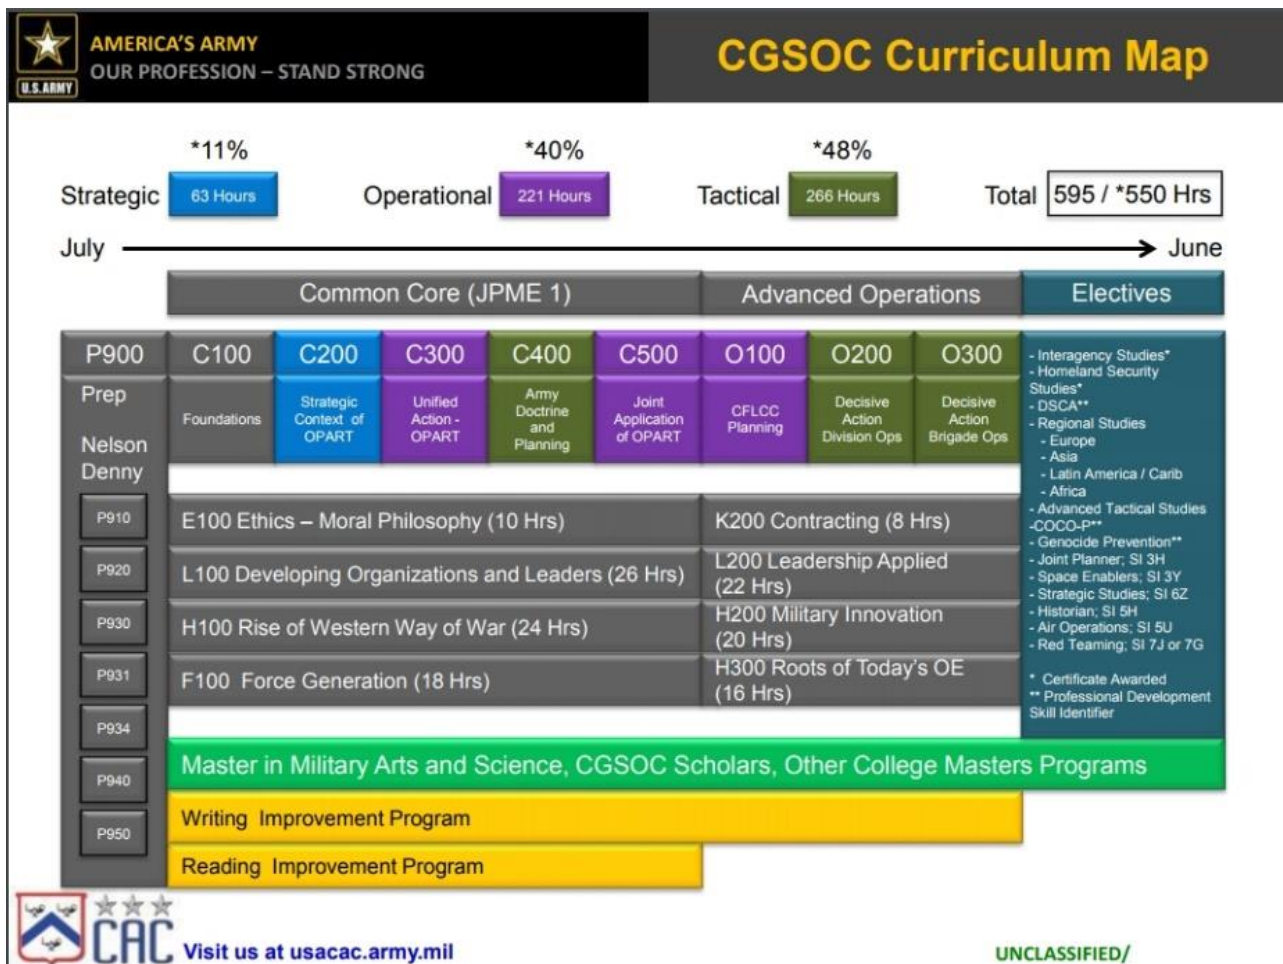 AMERICA'S ARMY
OUR PROFESSION – STAND STRONG
U.S.ARMY
CGSOC Curriculum Map
*11%
*40%
*48%
Strategic
63 Hours
Operational
221 Hours
Tactical
266 Hours
Total
595 / *550 Hrs
July
June
Common Core (JPME 1)
Advanced Operations
Electives
P900
C100
C200
C300
C400
C500
O100
O200
O300
Prep
Nelson
Denny
Foundations
Strategic
Context of
OPART
Unified
Action -
OPART
Army
Doctrine
and
Planning
Joint
Application
of OPART
CFLCC
Planning
Decisive
Action
Division Ops
Decisive
Action
Brigade Ops
- Interagency Studies*
- Homeland Security
Studies*
- DSCA**
- Regional Studies
- Europe
- Asia
- Latin America / Carib
- Africa
- Advanced Tactical Studies
-COCO-P**
- Genocide Prevention**
- Joint Planner; SI 3H
- Space Enablers; SI 3Y
- Strategic Studies; SI 6Z
- Historian; SI 5H
- Air Operations; SI 5U
- Red Teaming; SI 7J or 7G
* Certificate Awarded
** Professional Development
Skill Identifier
P910
P920
P930
P931
P934
P940
P950
E100 Ethics – Moral Philosophy (10 Hrs)
K200 Contracting (8 Hrs)
L100 Developing Organizations and Leaders (26 Hrs)
L200 Leadership Applied
(22 Hrs)
H100 Rise of Western Way of War (24 Hrs)
H200 Military Innovation
(20 Hrs)
F100 Force Generation (18 Hrs)
H300 Roots of Today's OE
(16 Hrs)
Master in Military Arts and Science, CGSOC Scholars, Other College Masters Programs
Writing Improvement Program
Reading Improvement Program
CAC
Visit us at usacac.army.mil
UNCLASSIFIED/